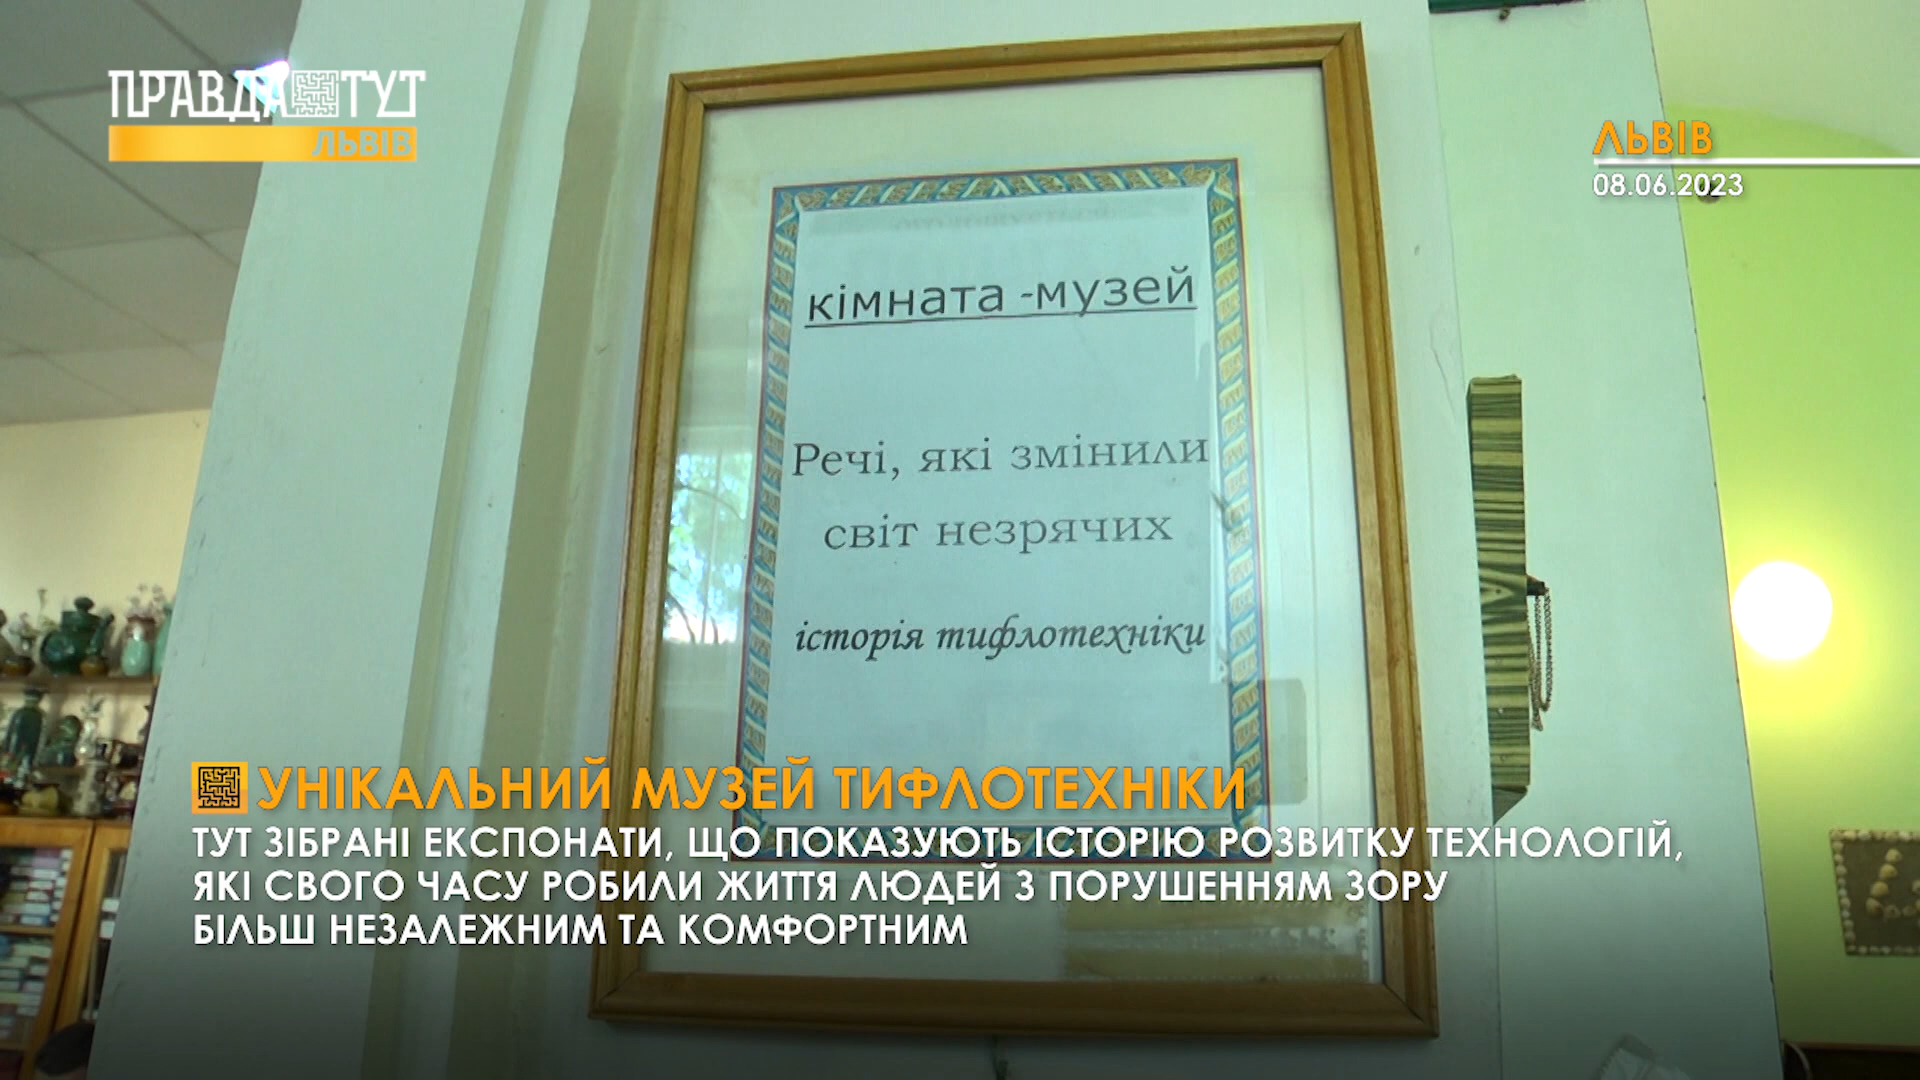 ПРАВДА ТУТ
ЛЬВІВ
ЛЬВІВ
08.06.2023
кімната -музей
Речі, які змінили
світ незрячих
історія тифлотехніки
УНІКАЛЬНИЙ МУЗЕЙ ТИФЛОТЕХНІКИ
ТУТ ЗІБРАНІ ЕКСПОНАТИ, ЩО ПОКАЗУЮТЬ ІСТОРІЮ РОЗВИТКУ ТЕХНОЛОГІЙ,
ЯКІ СВОГО ЧАСУ РОБИЛИ ЖИТТЯ ЛЮДЕЙ З ПОРУШЕННЯМ ЗОРУ
БІЛЬШ НЕЗАЛЕЖНИМ ТА КОМФОРТНИМ